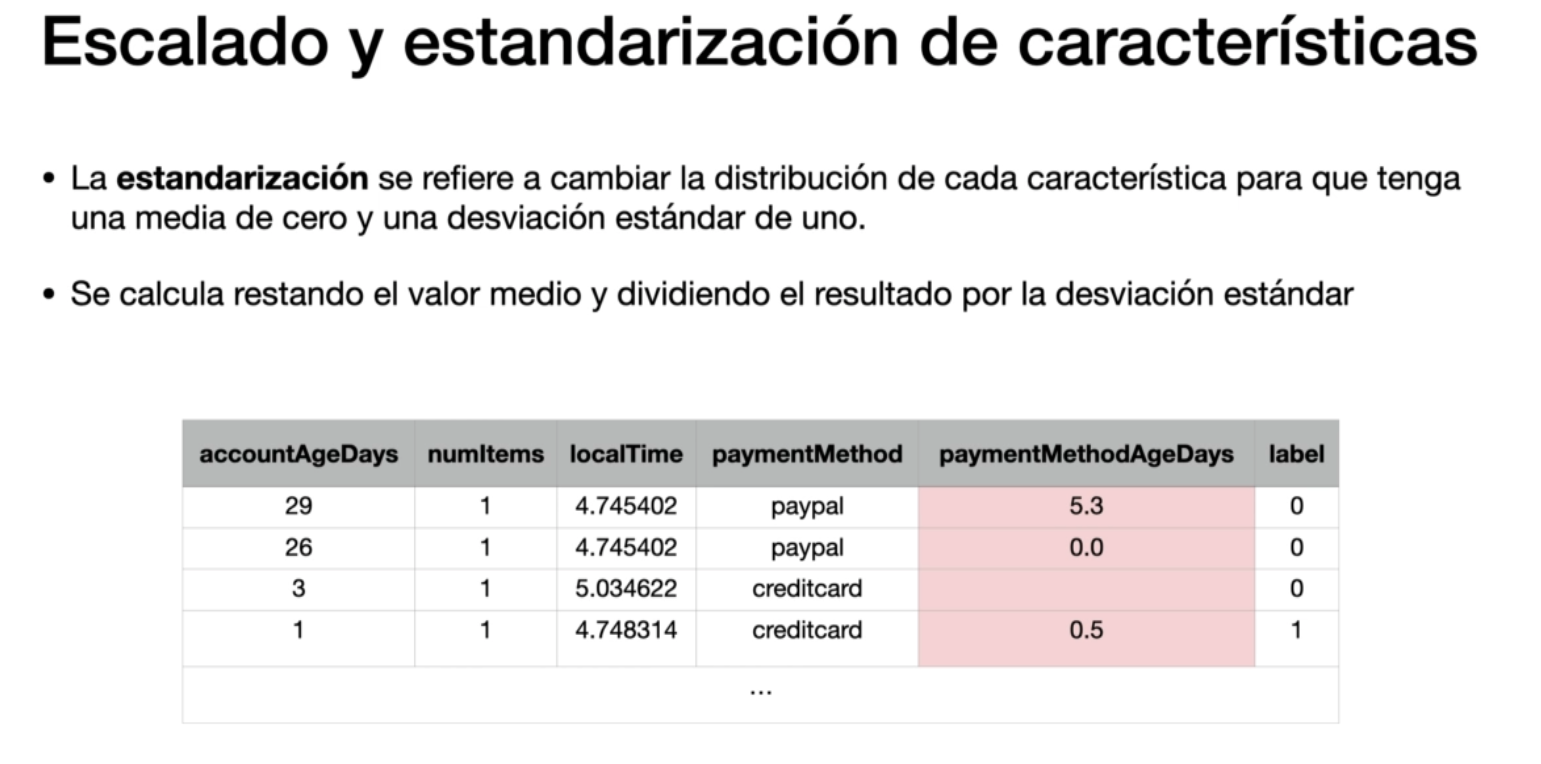 Escalado y estandarización de características
• La estandarización se refiere a cambiar la distribución de cada característica para que tenga
una media de cero y una desviación estándar de uno.
• Se calcula restando el valor medio y dividiendo el resultado por la desviación estándar
accountAgeDays numItems localTime paymentMethod paymentMethodAgeDays label
29 1 4.745402 paypal 5.3 0
26 1 4.745402 paypal 0.0 0
3 1 5.034622 creditcard 0
1 1 4.748314 creditcard 0.5 1
...